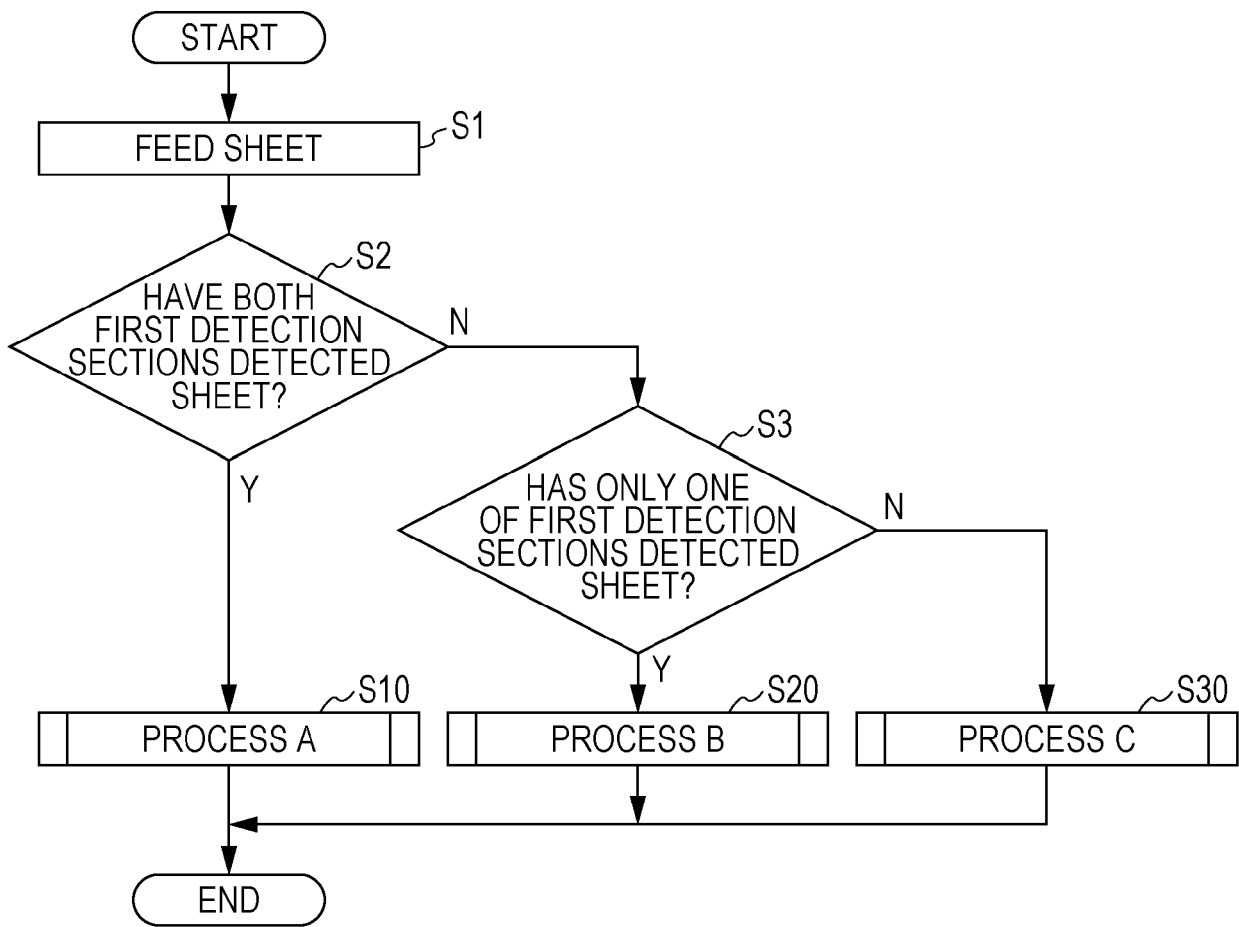 START
FEED SHEET
S1
S2
HAVE BOTH
FIRST DETECTION
SECTIONS DETECTED
SHEET?
N
Y
S3
HAS ONLY ONE
OF FIRST DETECTION
SECTIONS DETECTED
SHEET?
N
Y
S10
PROCESS A
S20
PROCESS B
S30
PROCESS C
END